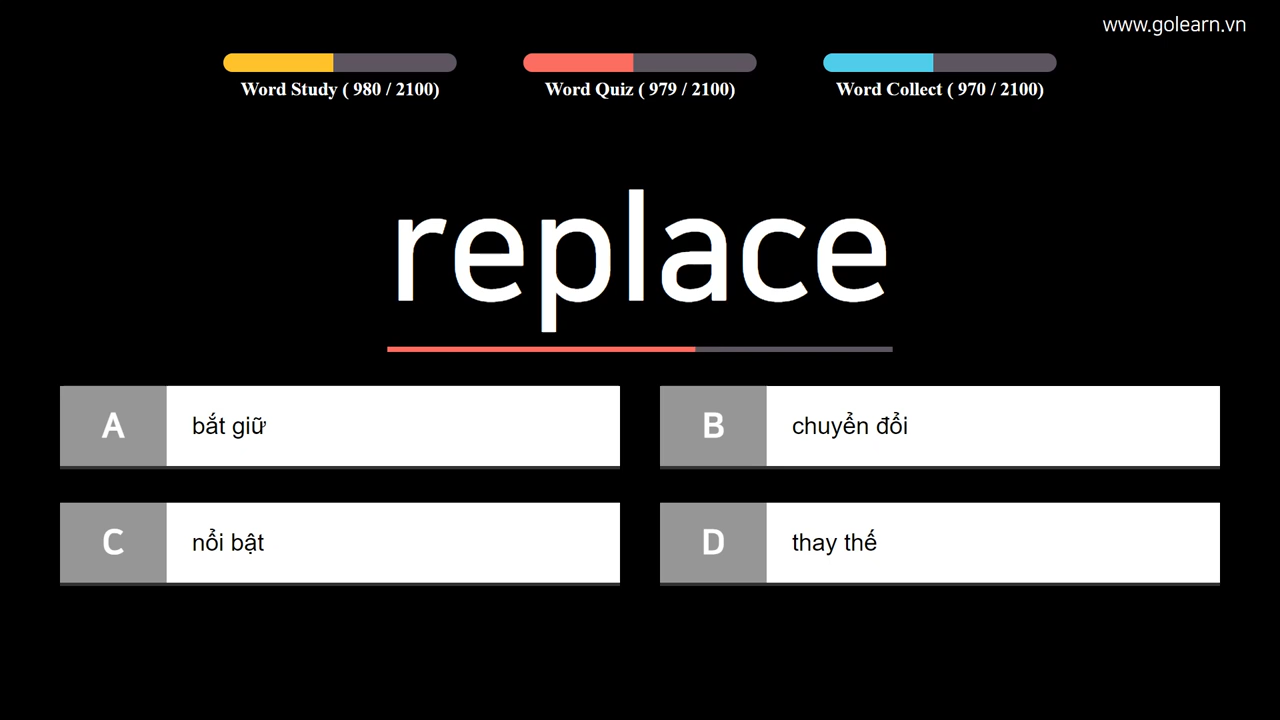 www.golearn.vn
Word Study ( 980 / 2100)
Word Quiz ( 979 / 2100)
Word Collect ( 970 / 2100)
replace
A bắt giữ
B chuyển đổi
C nổi bật
D thay thế